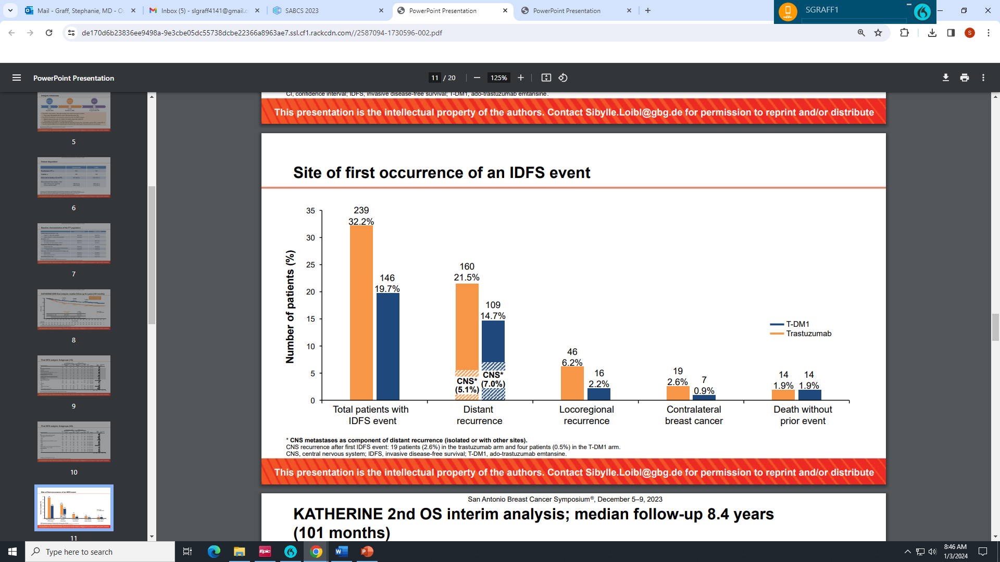 Mail - Graff, Stephanie, MD - O
Inbox (5) - slgraff4141@gmail.c
SABCS 2023
PowerPoint Presentation
PowerPoint Presentation
SGRAFF1
de170d6b23836ee9498a-9e3cbe05dc55738dcbe22366a8963ae7.ssl.cf1.rackcdn.com//2587094-1730596-002.pdf
S
PowerPoint Presentation
11 / 20
125%
5
6
7
8
9
10
11
CI, confidence interval; IDFS, invasive disease-free survival; T-DM1, ado-trastuzumab emtansine.
This presentation is the intellectual property of the authors. Contact Sibylle.Loibl@gbg.de for permission to reprint and/or distribute
Site of first occurrence of an IDFS event
Number of patients (%)
35
30
25
20
15
10
5
0
239
32.2%
146
19.7%
160
21.5%
109
14.7%
CNS*
(5.1%)
CNS*
(7.0%)
46
6.2%
16
2.2%
19
2.6%
7
0.9%
14
1.9%
14
1.9%
T-DM1
Trastuzumab
Total patients with
IDFS event
Distant
recurrence
Locoregional
recurrence
Contralateral
breast cancer
Death without
prior event
* CNS metastases as component of distant recurrence (isolated or with other sites).
CNS recurrence after first IDFS event: 19 patients (2.6%) in the trastuzumab arm and four patients (0.5%) in the T-DM1 arm.
CNS, central nervous system; IDFS, invasive disease-free survival; T-DM1, ado-trastuzumab emtansine.
This presentation is the intellectual property of the authors. Contact Sibylle.Loibl@gbg.de for permission to reprint and/or distribute
San Antonio Breast Cancer Symposium®, December 5–9, 2023
KATHERINE 2nd OS interim analysis; median follow-up 8.4 years
(101 months)
Type here to search
Epic
8:46 AM
1/3/2024